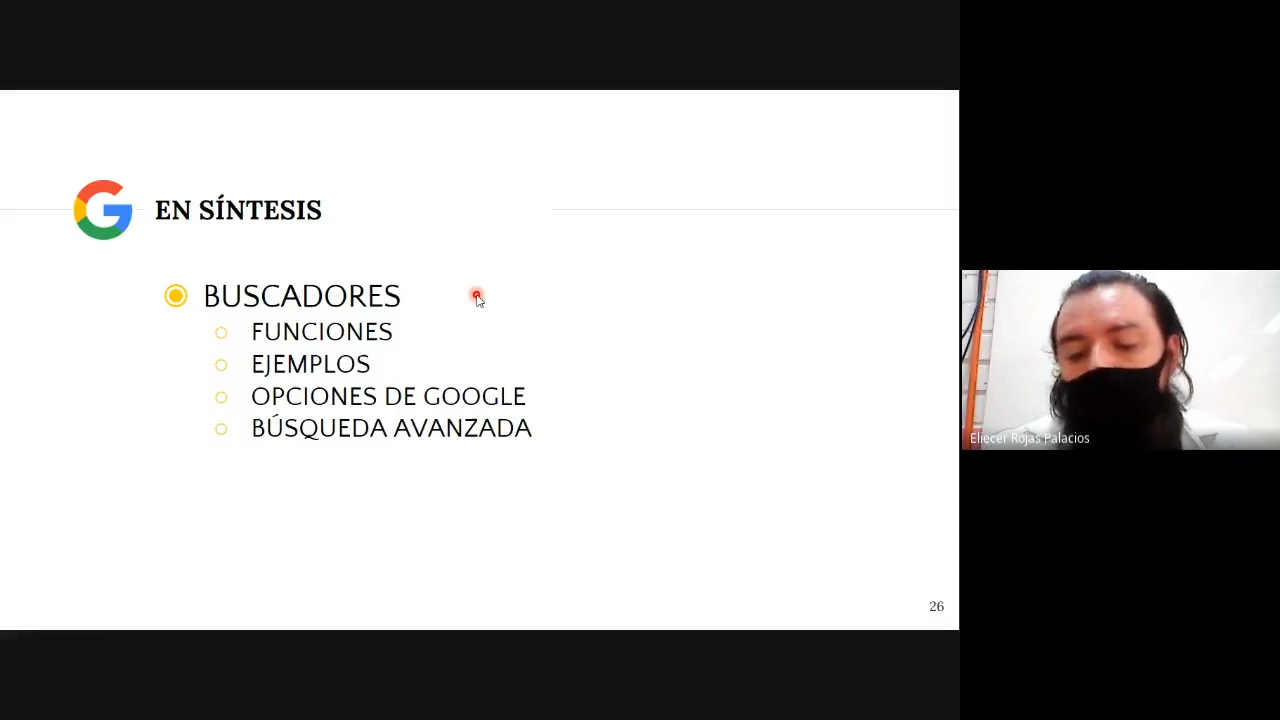 EN SÍNTESIS
BUSCADORES
FUNCIONES
EJEMPLOS
OPCIONES DE GOOGLE
BÚSQUEDA AVANZADA
26
Eliecer Rojas Palacios